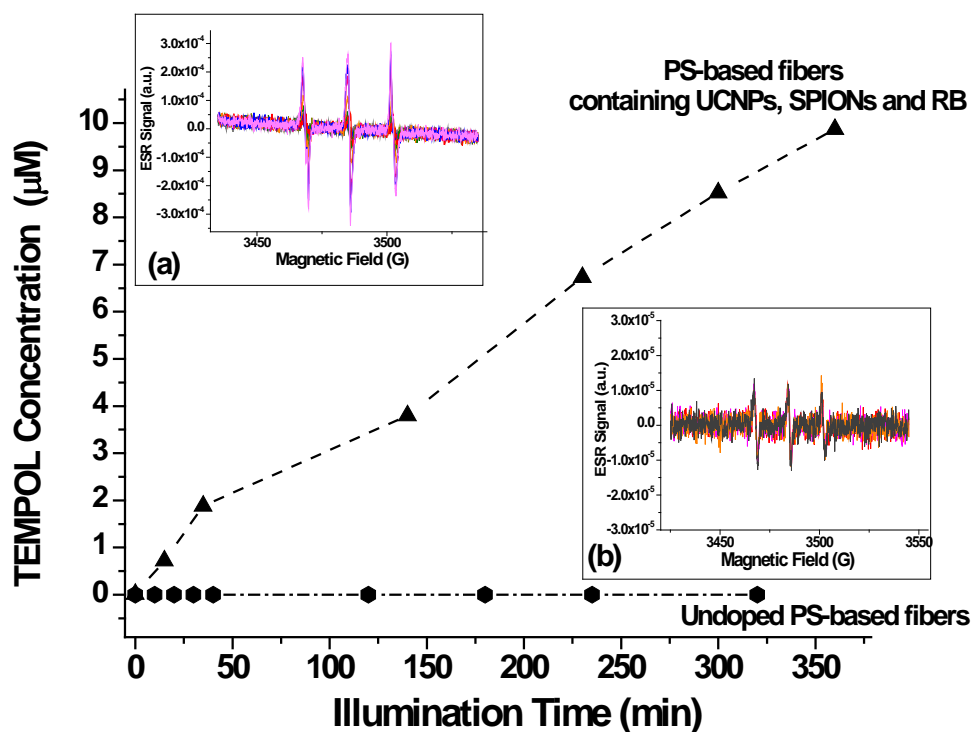 3.0x10-4
2.0x10-4
1.0x10-4
0.0
-1.0x10-4
-2.0x10-4
-3.0x10-4
ESR Signal (a.u.)
3450
3500
Magnetic Field (G)
(a)
PS-based fibers
containing UCNPs, SPIONs and RB
10
9
8
7
6
5
4
3
2
1
0
TEMPOL Concentration (μM)
3.0x10-5
2.0x10-5
1.0x10-5
0.0
-1.0x10-5
-2.0x10-5
-3.0x10-5
ESR Signal (a.u.)
3450
3500
3550
Magnetic Field (G)
(b)
Undoped PS-based fibers
0
50
100
150
200
250
300
350
Illumination Time (min)